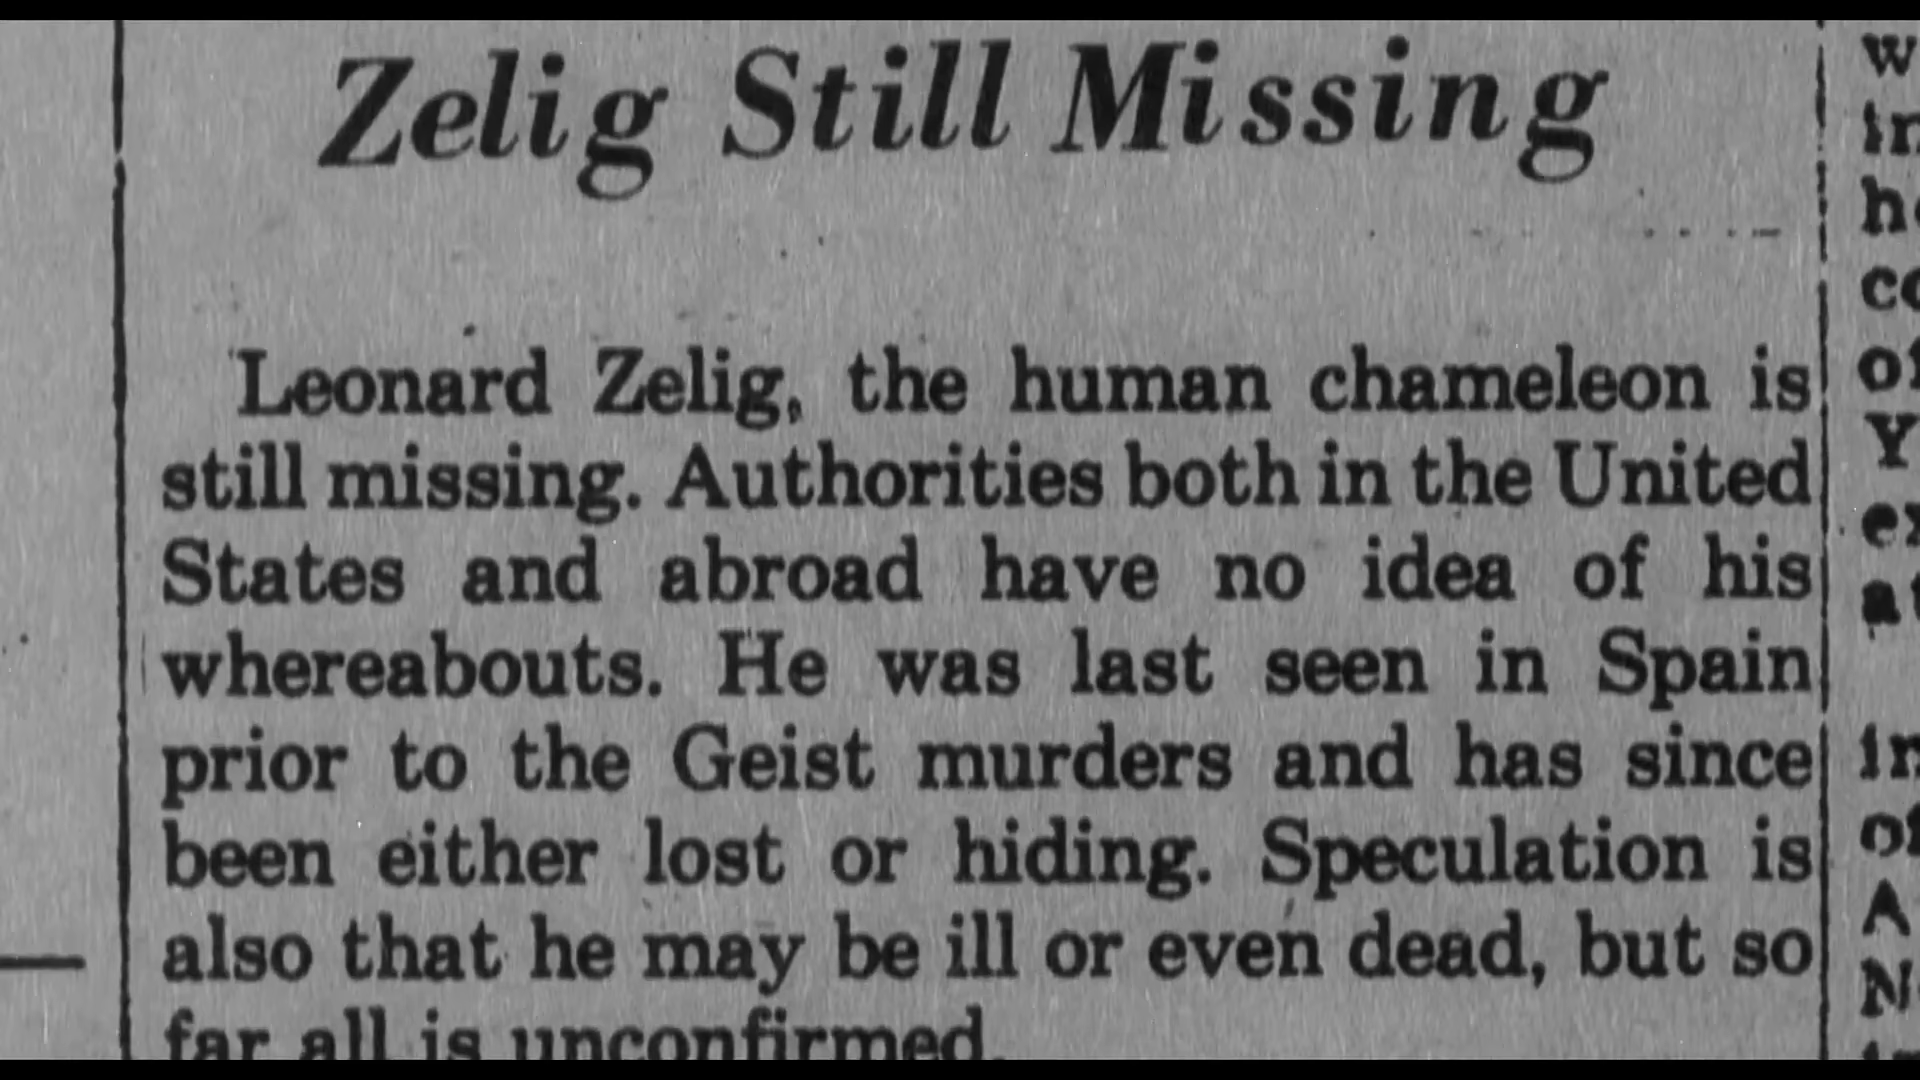 Zelig Still Missing
Leonard Zelig, the human chameleon is
still missing. Authorities both in the United
States and abroad have no idea of his
whereabouts. He was last seen in Spain
prior to the Geist murders and has since
been either lost or hiding. Speculation is
also that he may be ill or even dead, but so
far all is unconfirmed.